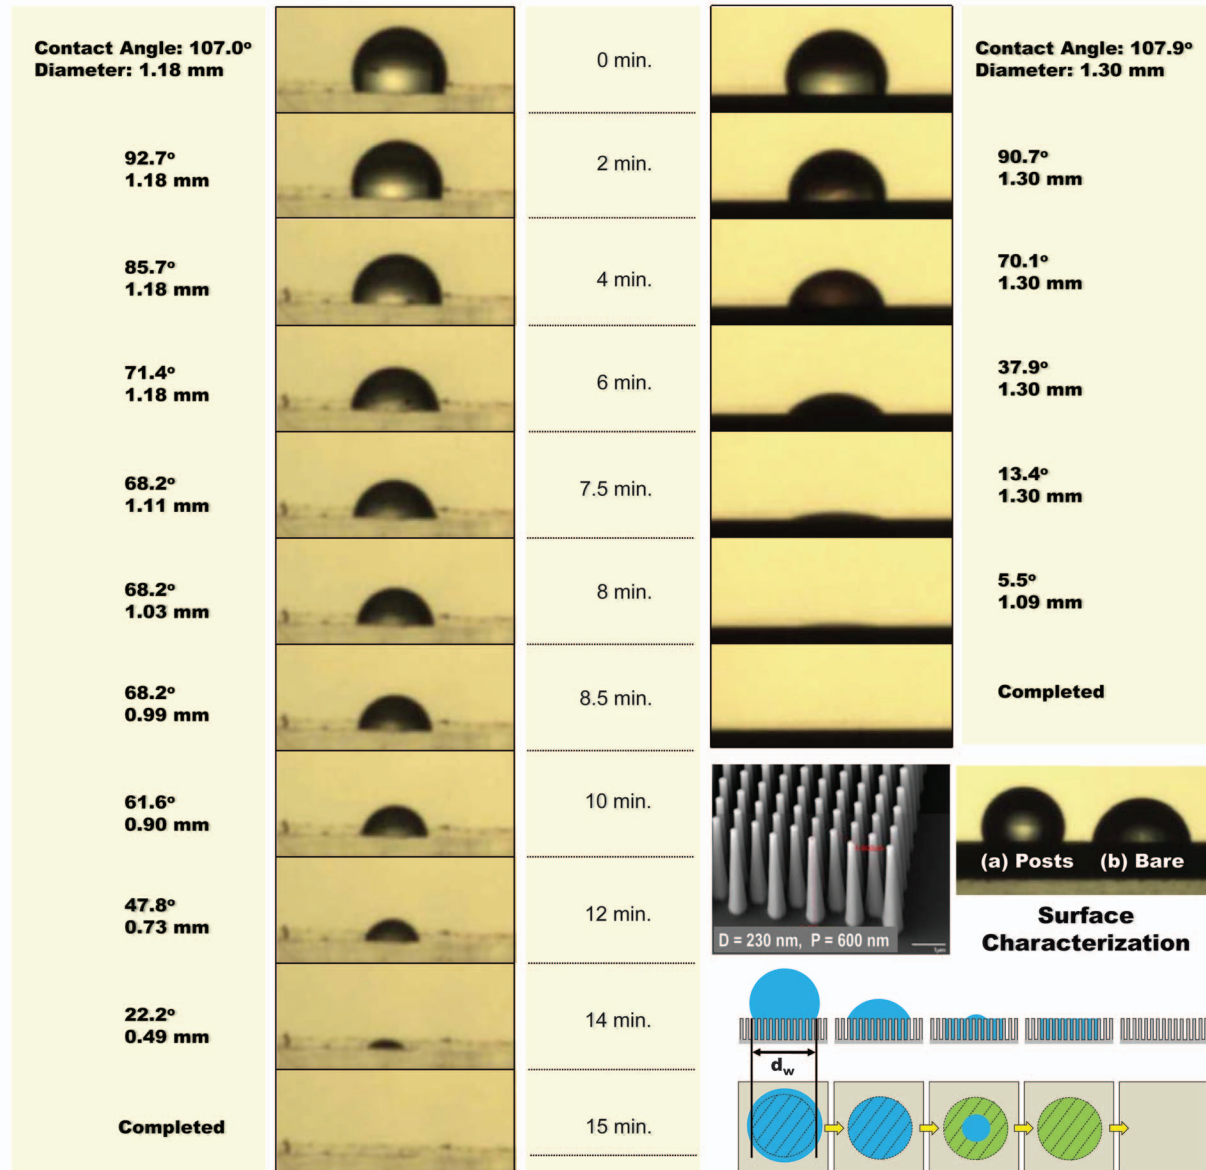 Contact Angle: 107.0°
Diameter: 1.18 mm
92.7°
1.18 mm
85.7°
1.18 mm
71.4°
1.18 mm
68.2°
1.11 mm
68.2°
1.03 mm
68.2°
0.99 mm
61.6°
0.90 mm
47.8°
0.73 mm
22.2°
0.49 mm
Completed
0 min.
2 min.
4 min.
6 min.
7.5 min.
8 min.
8.5 min.
10 min.
12 min.
14 min.
15 min.
Contact Angle: 107.9°
Diameter: 1.30 mm
90.7°
1.30 mm
70.1°
1.30 mm
37.9°
1.30 mm
13.4°
1.30 mm
5.5°
1.09 mm
Completed
D = 230 nm, P = 600 nm
(a) Posts (b) Bare
Surface
Characterization
d_w